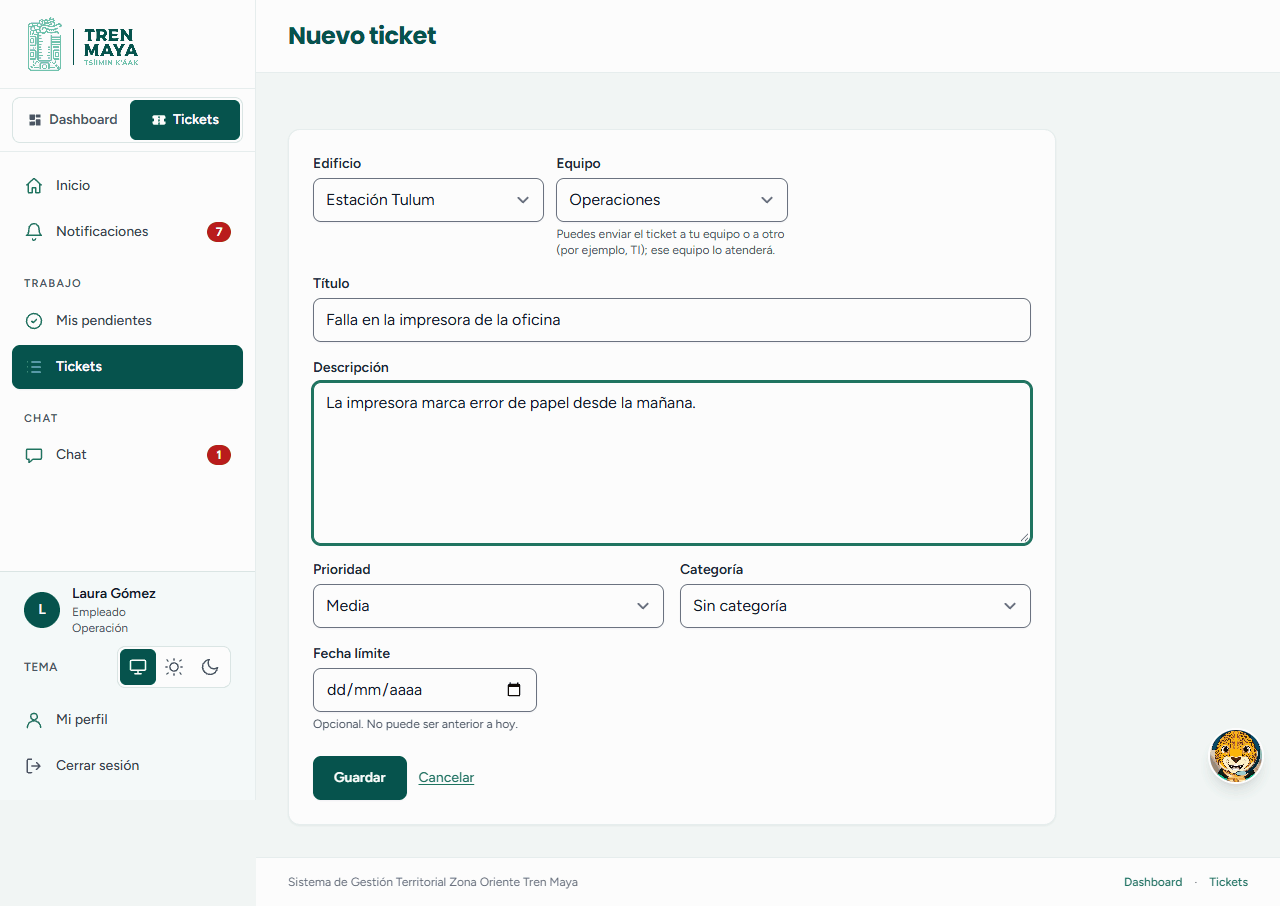 TREN
MAYA
TSÍIMIN K'ÁAK
Dashboard
Tickets
Inicio
Notificaciones
7
TRABAJO
Mis pendientes
Tickets
CHAT
Chat
1
L
Laura Gómez
Empleado
Operación
TEMA
Mi perfil
Cerrar sesión
Nuevo ticket
Edificio
Estación Tulum
Equipo
Operaciones
Puedes enviar el ticket a tu equipo o a otro
(por ejemplo, TI); ese equipo lo atenderá.
Título
Falla en la impresora de la oficina
Descripción
La impresora marca error de papel desde la mañana.
Prioridad
Media
Categoría
Sin categoría
Fecha límite
dd/mm/aaaa
Opcional. No puede ser anterior a hoy.
Guardar
Cancelar
Sistema de Gestión Territorial Zona Oriente Tren Maya
Dashboard · Tickets